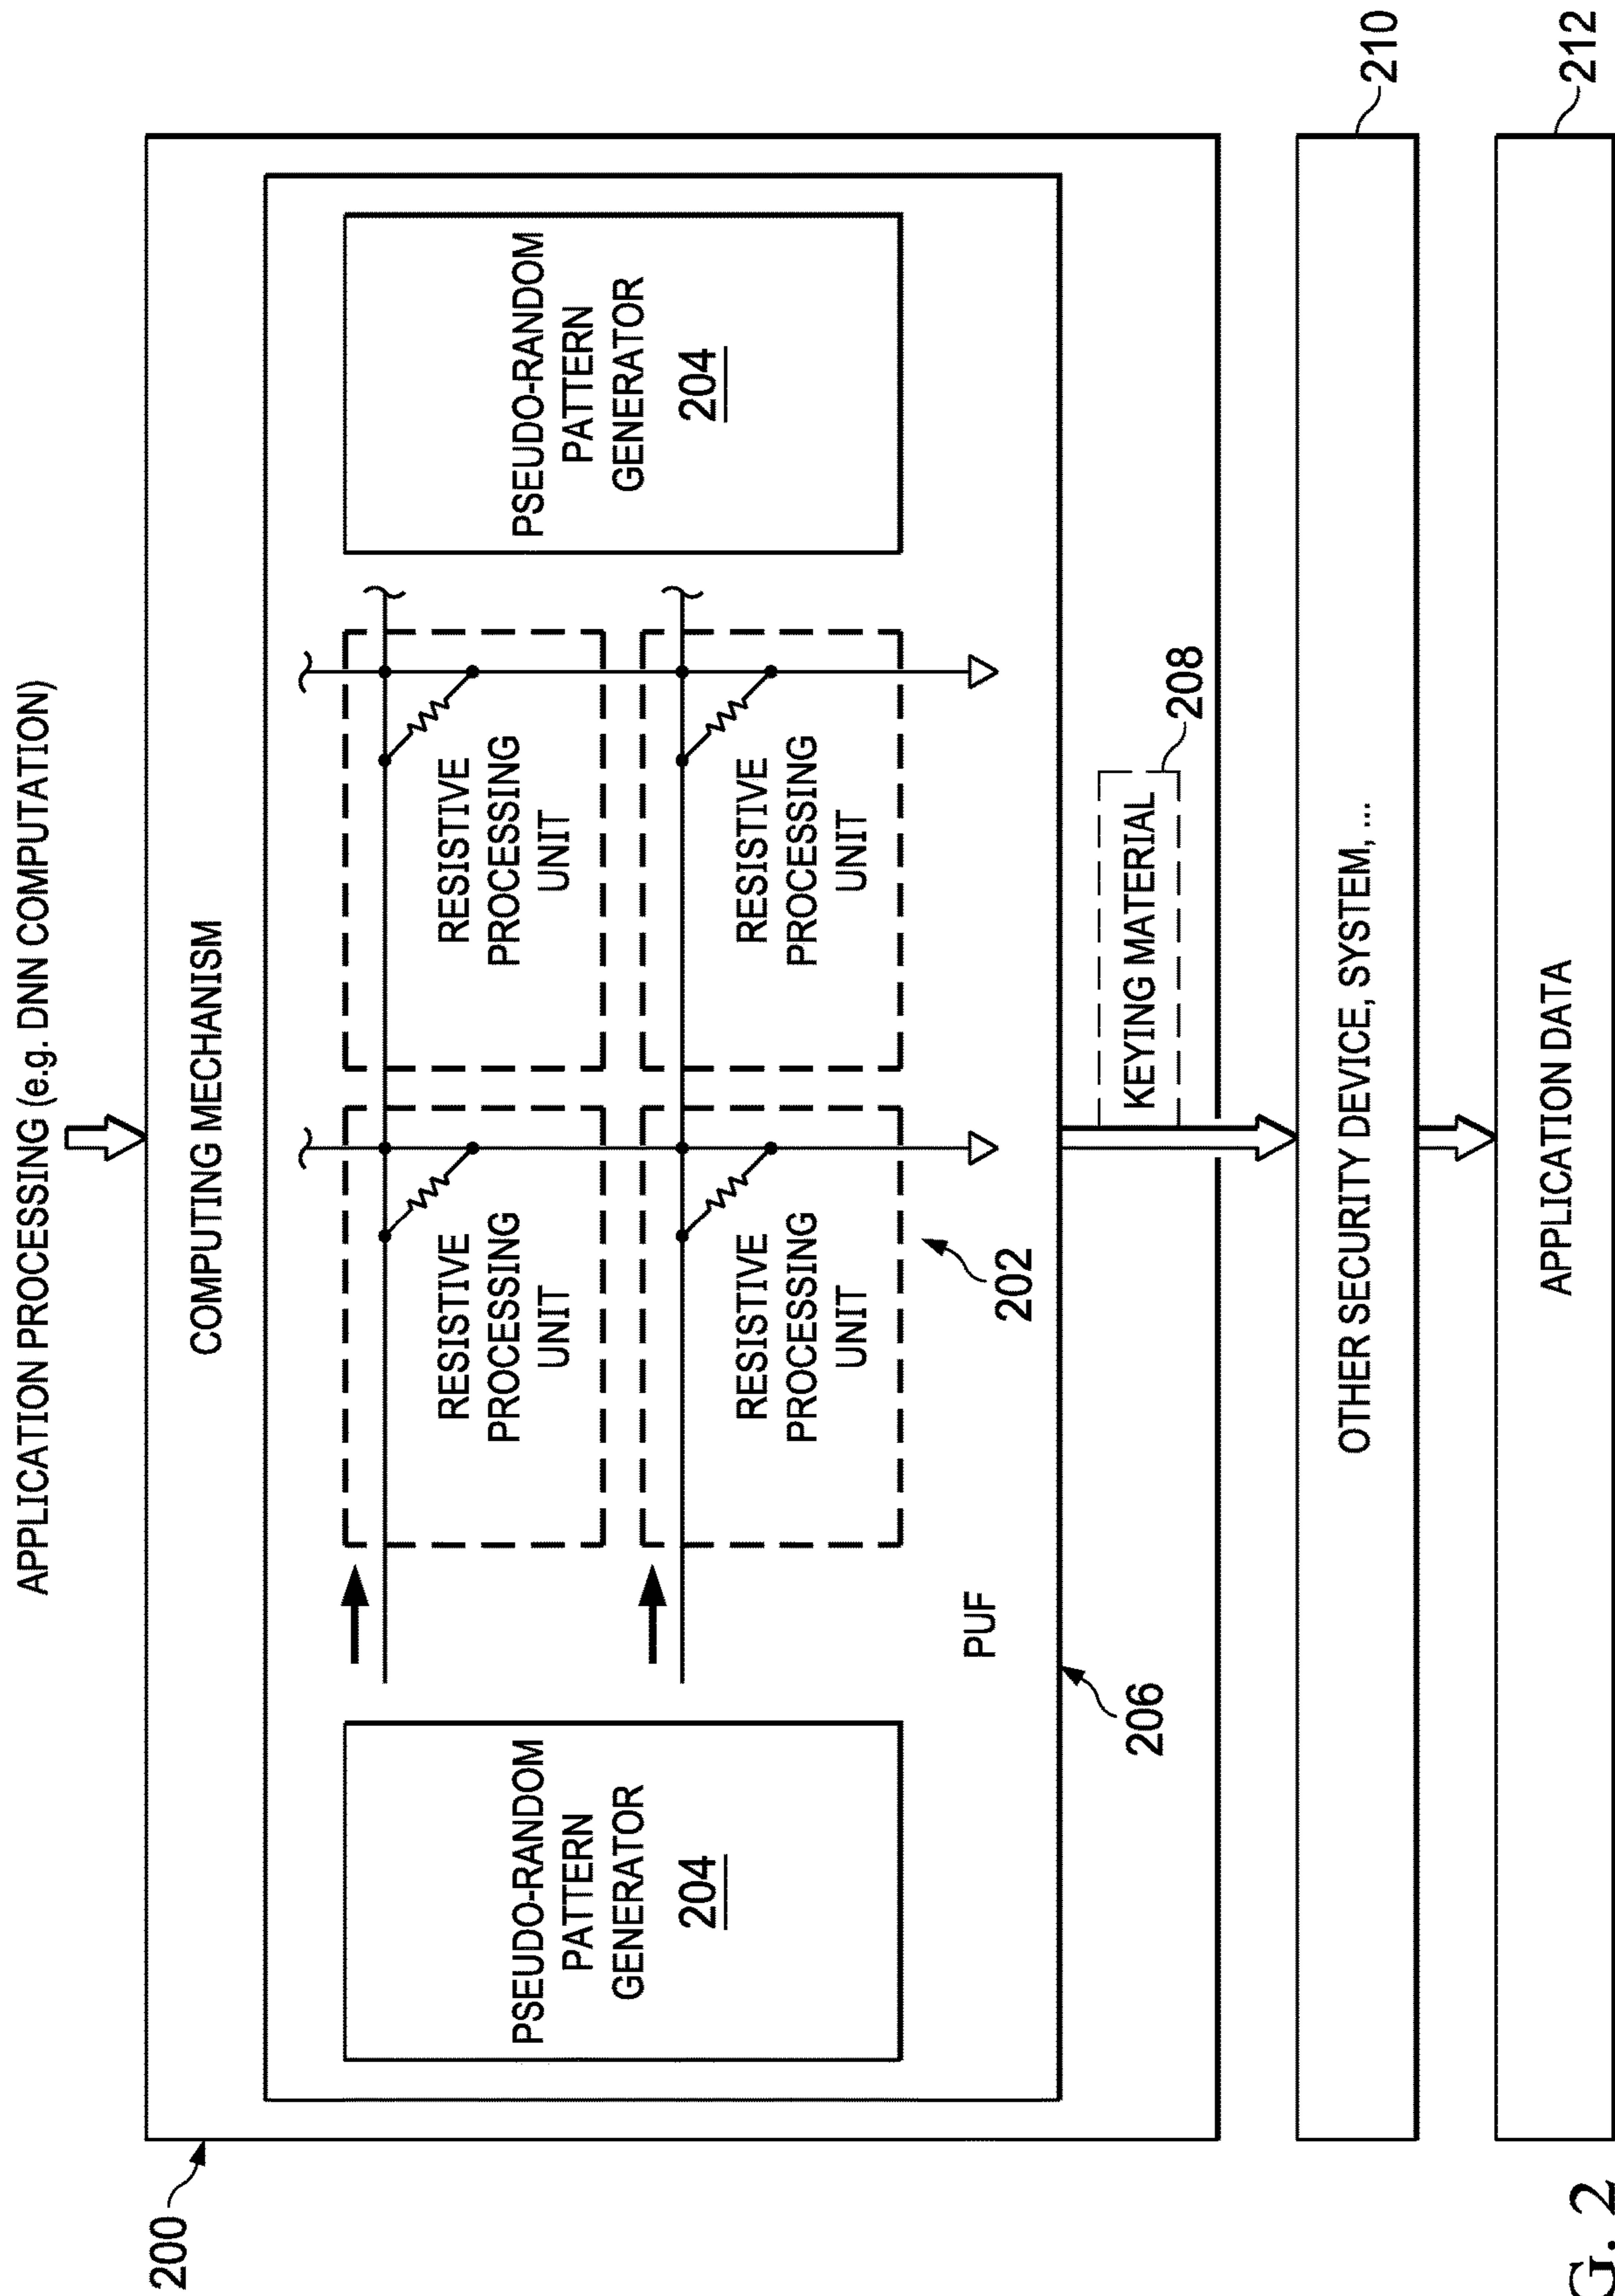 APPLICATION PROCESSING (e.g. DNN COMPUTATION)
200
COMPUTING MECHANISM
PSEUDO-RANDOM
PATTERN
GENERATOR
204
RESISTIVE
PROCESSING
UNIT
RESISTIVE
PROCESSING
UNIT
RESISTIVE
PROCESSING
UNIT
RESISTIVE
PROCESSING
UNIT
PSEUDO-RANDOM
PATTERN
GENERATOR
204
PUF
202
206
KEYING MATERIAL
208
OTHER SECURITY DEVICE, SYSTEM, ...
210
APPLICATION DATA
212
G. 2